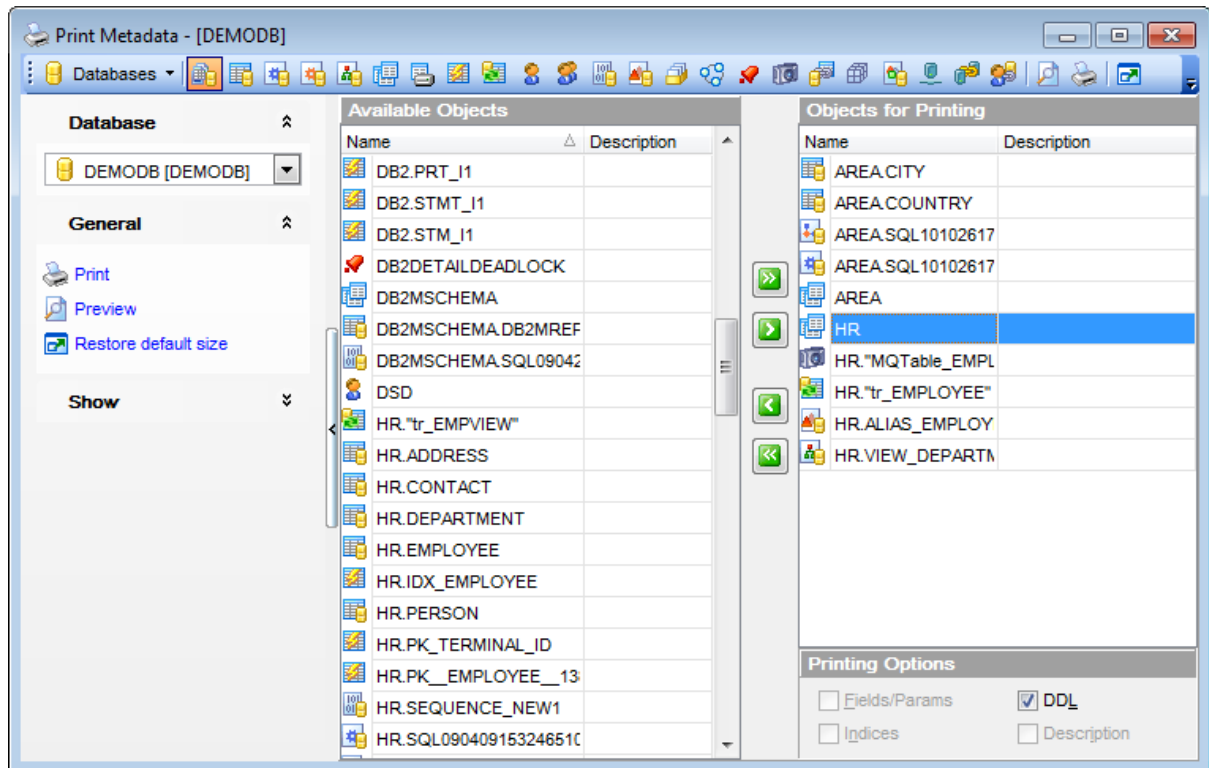 Print Metadata - [DEMODB]
Databases
Database
DEMODB [DEMODB]
General
Print
Preview
Restore default size
Show
Available Objects
Name Description
DB2.PRT_I1
DB2.STMT_I1
DB2.STM_I1
DB2DETAILDEADLOCK
DB2MSCHEMA
DB2MSCHEMA.DB2MREF
DB2MSCHEMA.SQL09042
DSD
HR."tr_EMPVIEW"
HR.ADDRESS
HR.CONTACT
HR.DEPARTMENT
HR.EMPLOYEE
HR.IDX_EMPLOYEE
HR.PERSON
HR.PK_TERMINAL_ID
HR.PK__EMPLOYEE__13
HR.SEQUENCE_NEW1
HR.SQL090409153246510
Objects for Printing
Name Description
AREA.CITY
AREA.COUNTRY
AREA.SQL10102617
AREA.SQL10102617
AREA
HR
HR."MQTable_EMPL
HR."tr_EMPLOYEE"
HR.ALIAS_EMPLOY
HR.VIEW_DEPARTM
Printing Options
Fields/Params DDL
Indices Description